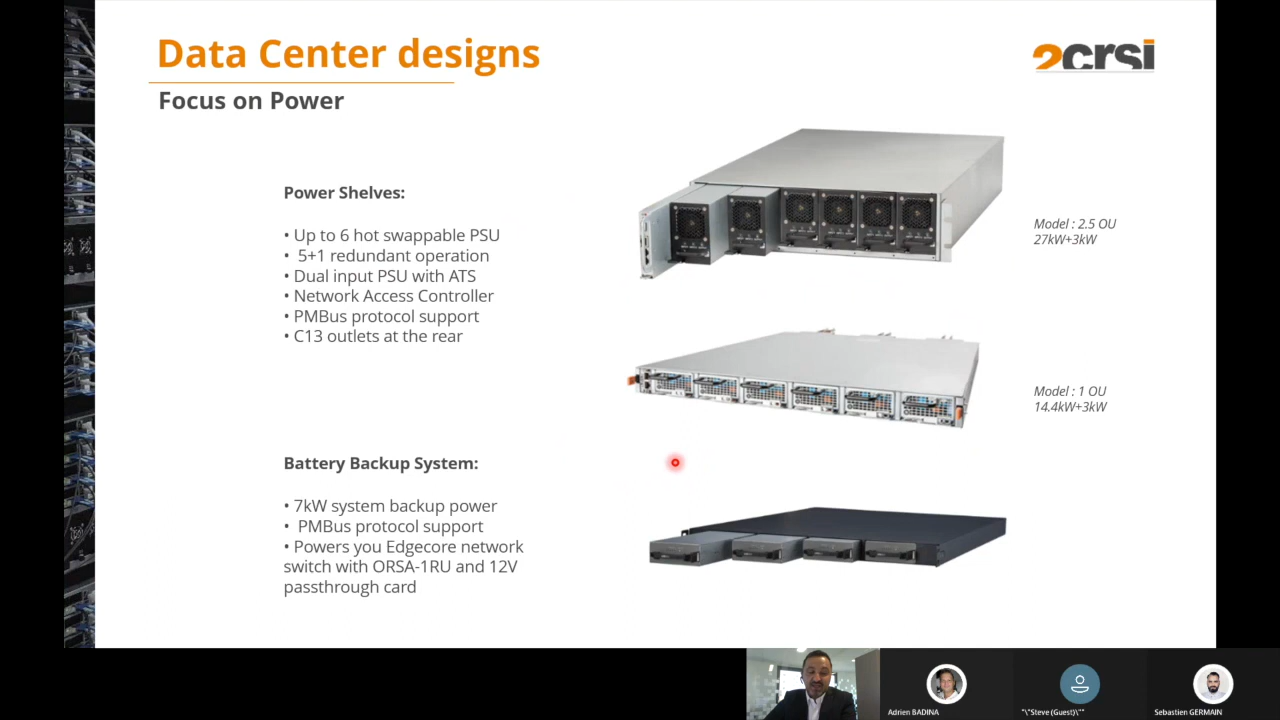 Data Center designs
2crsi
Focus on Power
Power Shelves:
• Up to 6 hot swappable PSU
• 5+1 redundant operation
• Dual input PSU with ATS
• Network Access Controller
• PMBus protocol support
• C13 outlets at the rear
Model : 2.5 OU
27kW+3kW
Model : 1 OU
14.4kW+3kW
Battery Backup System:
• 7kW system backup power
• PMBus protocol support
• Powers you Edgecore network
switch with ORSA-1RU and 12V
passthrough card
Adrien BADINA
"\"Steve (Guest)\""
Sebastien GERMAIN